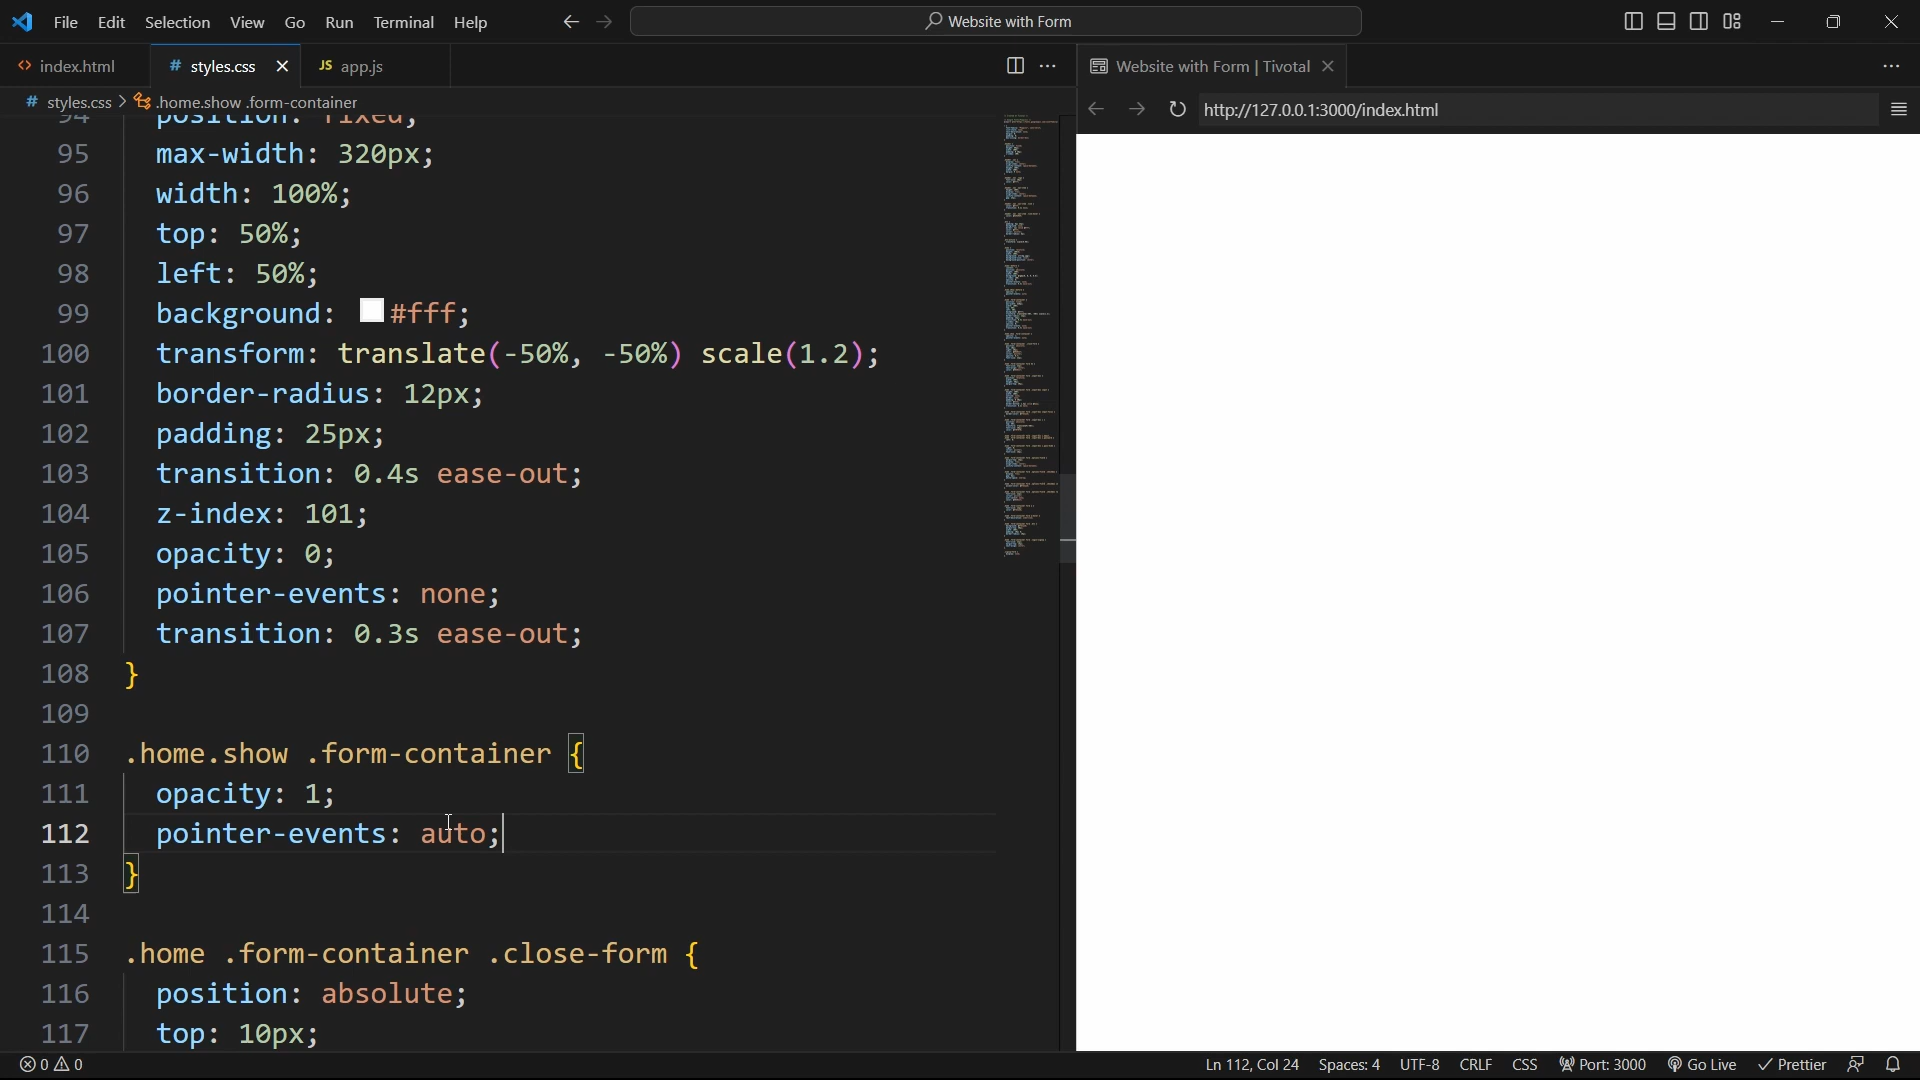 File Edit Selection View Go Run Terminal Help
Website with Form
index.html
# styles.css
JS app.js
Website with Form | Tivotal
# styles.css > .home.show .form-container
http://127.0.0.1:3000/index.html
94 position: fixed;
95 max-width: 320px;
96 width: 100%;
97 top: 50%;
98 left: 50%;
99 background: #fff;
100 transform: translate(-50%, -50%) scale(1.2);
101 border-radius: 12px;
102 padding: 25px;
103 transition: 0.4s ease-out;
104 z-index: 101;
105 opacity: 0;
106 pointer-events: none;
107 transition: 0.3s ease-out;
108 }
109
110 .home.show .form-container {
111 opacity: 1;
112 pointer-events: auto;
113 }
114
115 .home .form-container .close-form {
116 position: absolute;
117 top: 10px;
0 0 Ln 112, Col 24 Spaces: 4 UTF-8 CRLF CSS Port: 3000 Go Live Prettier